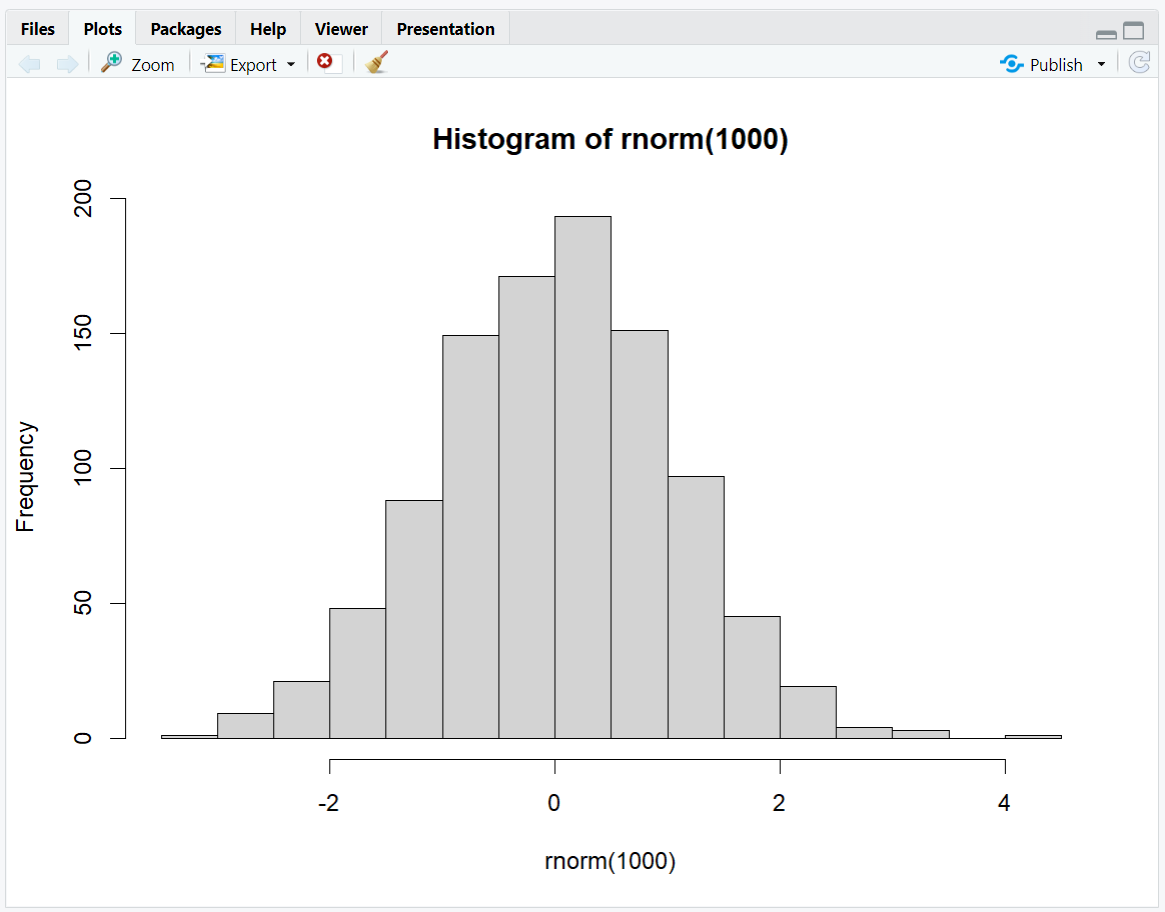 Files Plots Packages Help Viewer Presentation
Zoom Export Publish
Histogram of rnorm(1000)
200
150
100
50
0
Frequency
-2 0 2 4
rnorm(1000)